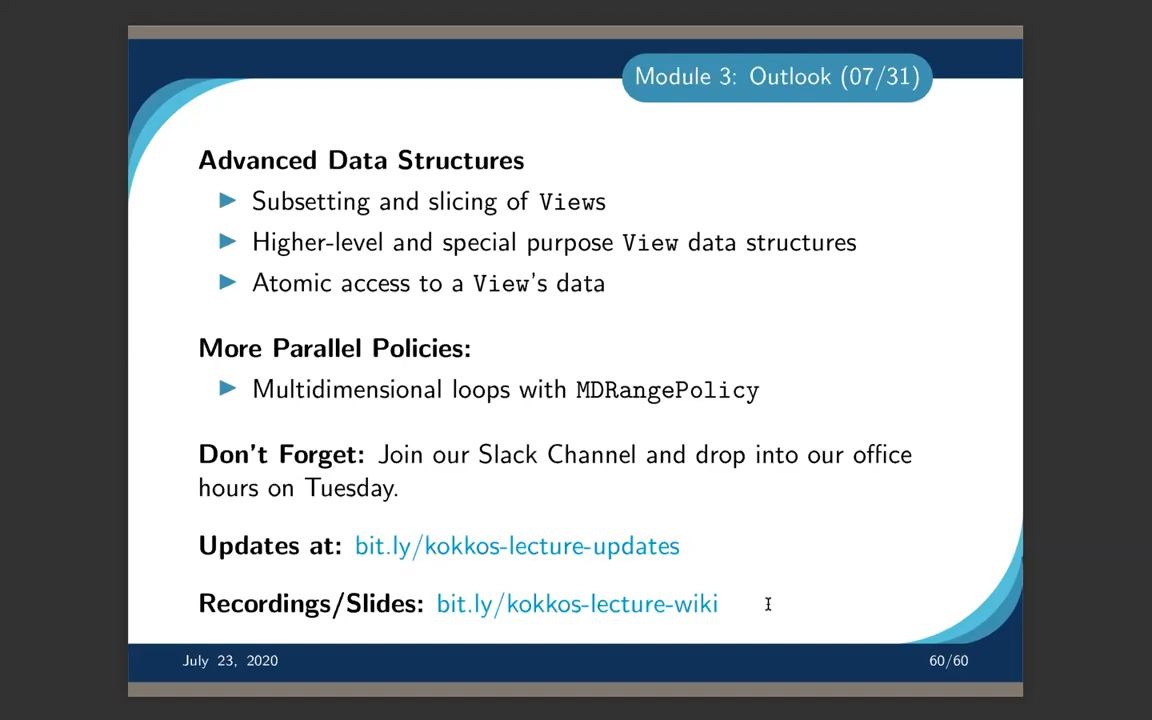 Module 3: Outlook (07/31)
Advanced Data Structures
▶ Subsetting and slicing of Views
▶ Higher-level and special purpose View data structures
▶ Atomic access to a View's data
More Parallel Policies:
▶ Multidimensional loops with MDRangePolicy
Don't Forget: Join our Slack Channel and drop into our office
hours on Tuesday.
Updates at: bit.ly/kokkos-lecture-updates
Recordings/Slides: bit.ly/kokkos-lecture-wiki
July 23, 2020 60/60